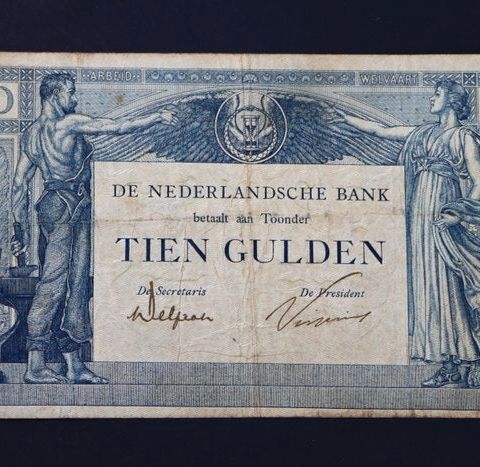 ARBEID
WELVAART
DE NEDERLANDSCHE BANK
betaalt aan Toonder
TIEN GULDEN
De Secretaris
De President